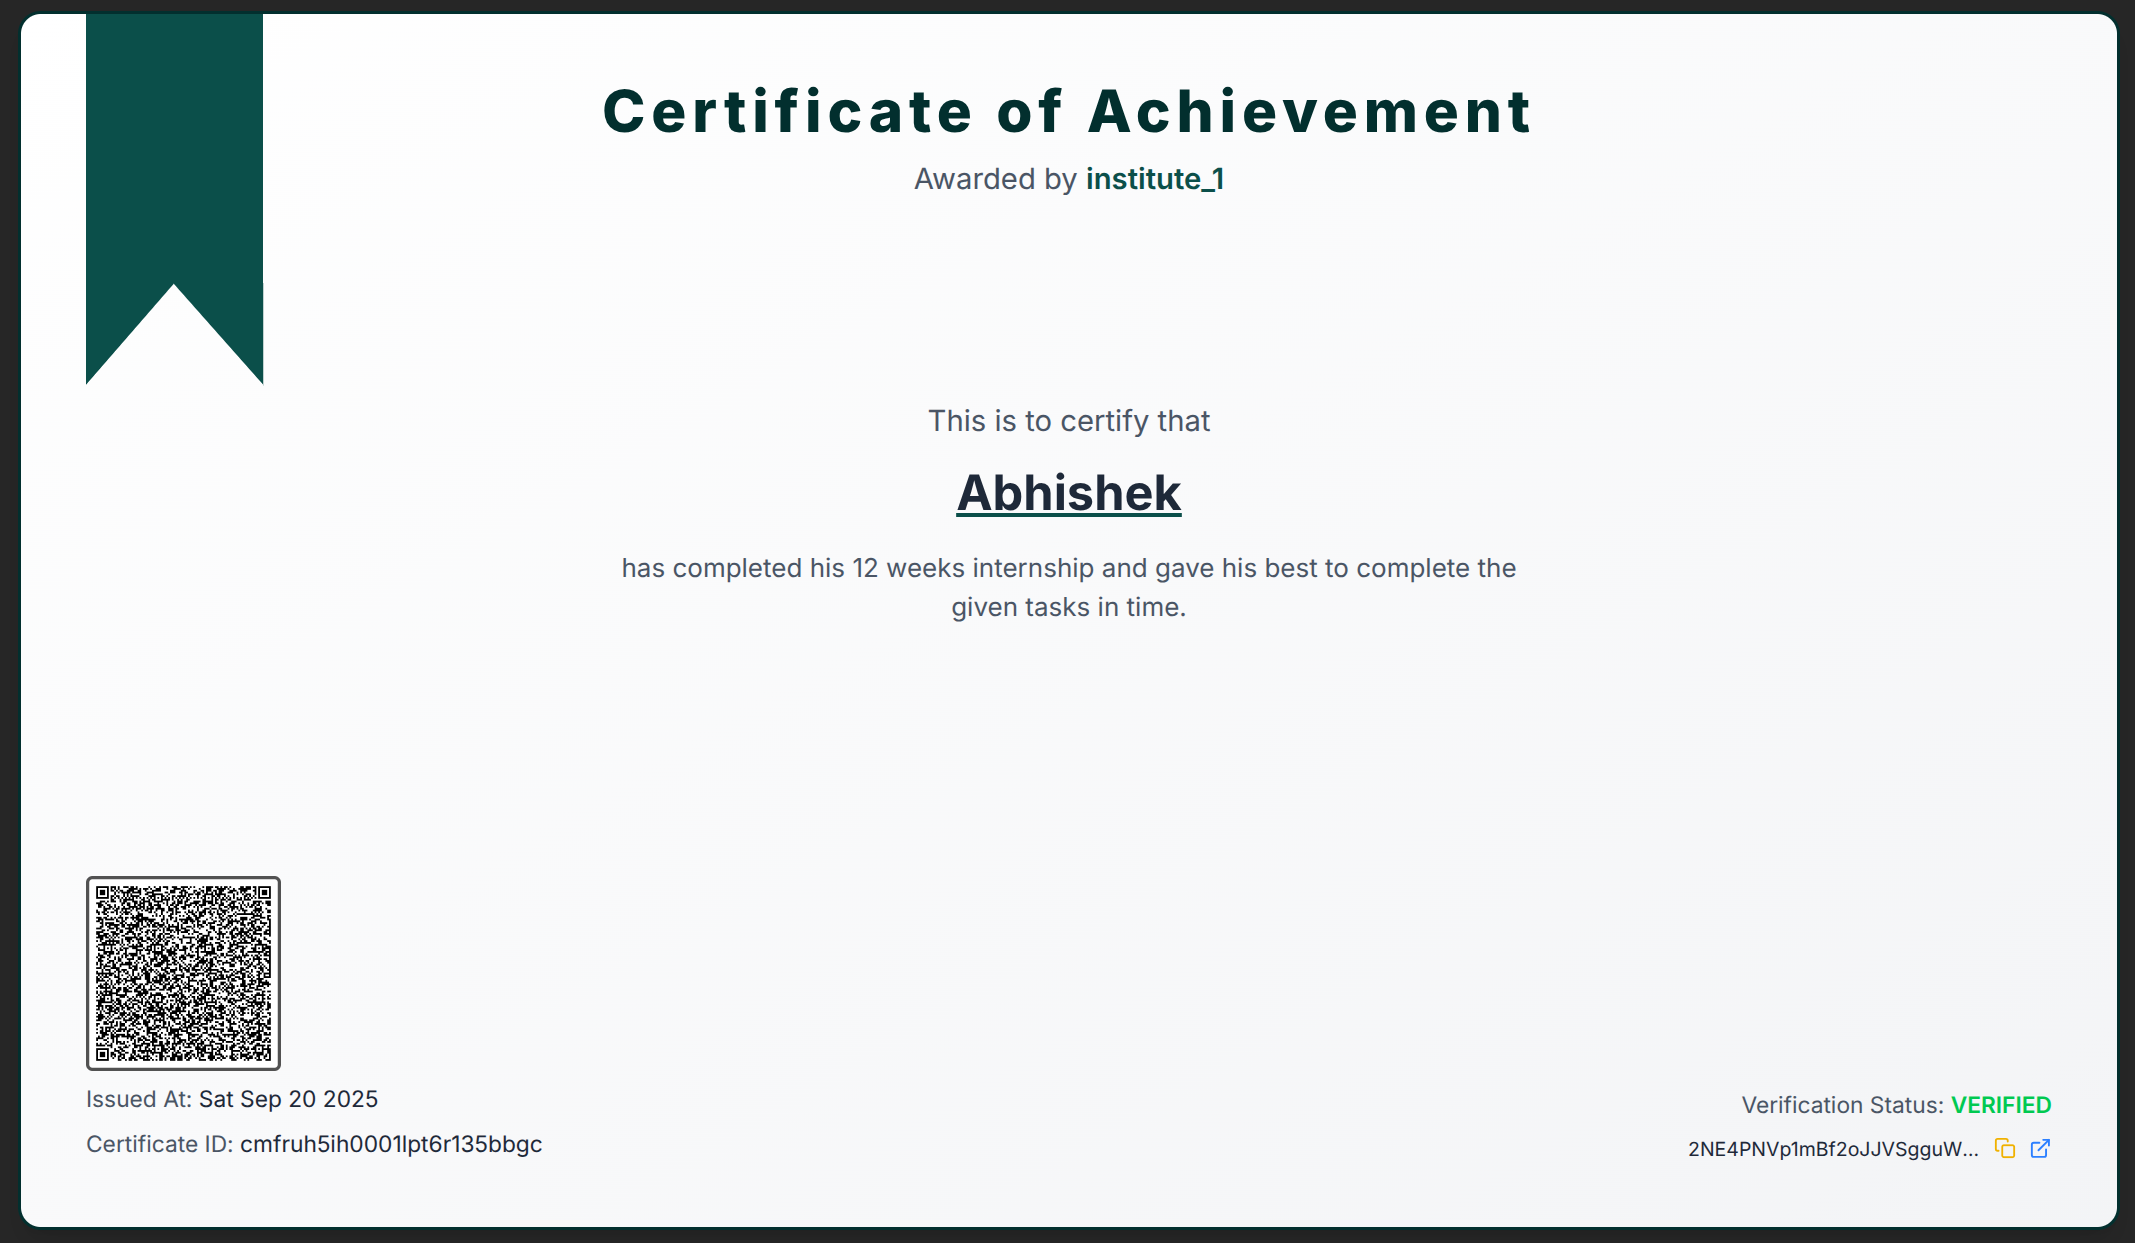 Certificate of Achievement
Awarded by institute_1
This is to certify that
Abhishek
has completed his 12 weeks internship and gave his best to complete the
given tasks in time.
Issued At: Sat Sep 20 2025
Certificate ID: cmfruh5ih0001lpt6r135bbgc
Verification Status: VERIFIED
2NE4PNVp1mBf2oJJVSgguW...